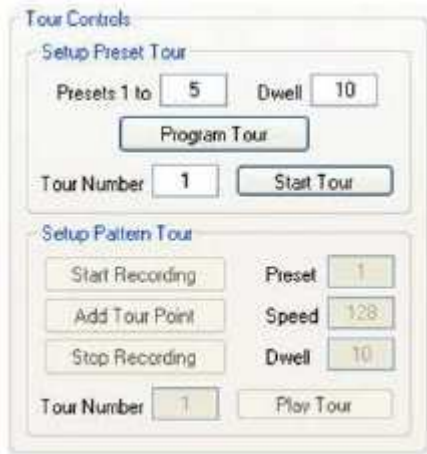 Tour Controls
Setup Preset Tour
Presets 1 to 5 Dwell 10
Program Tour
Tour Number 1 Start Tour
Setup Pattern Tour
Start Recording Preset 1
Add Tour Point Speed 128
Stop Recording Dwell 10
Tour Number 1 Play Tour